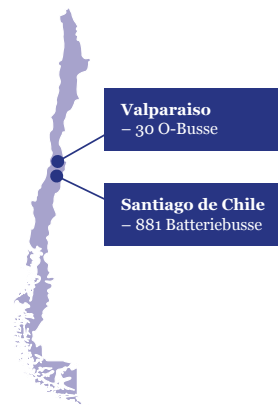 Valparaiso
– 30 O-Busse
Santiago de Chile
– 881 Batteriebusse